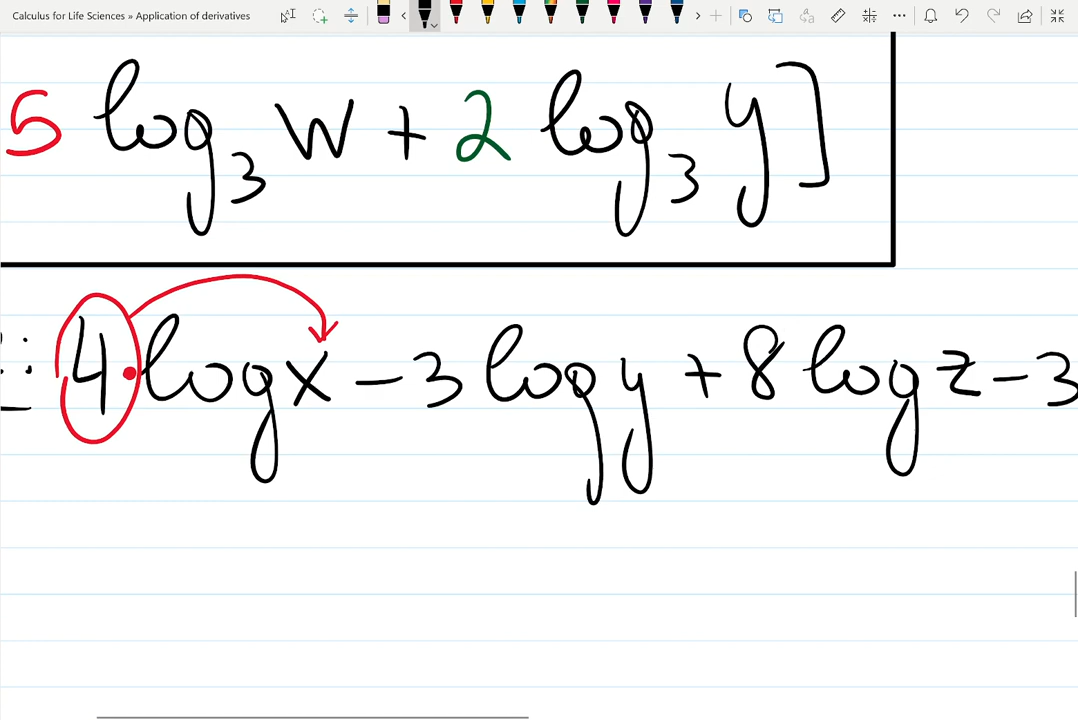 Calculus for Life Sciences » Application of derivatives
5 log₃ w + 2 log₃ y]
: 4·log x − 3 log y + 8 log z − 3